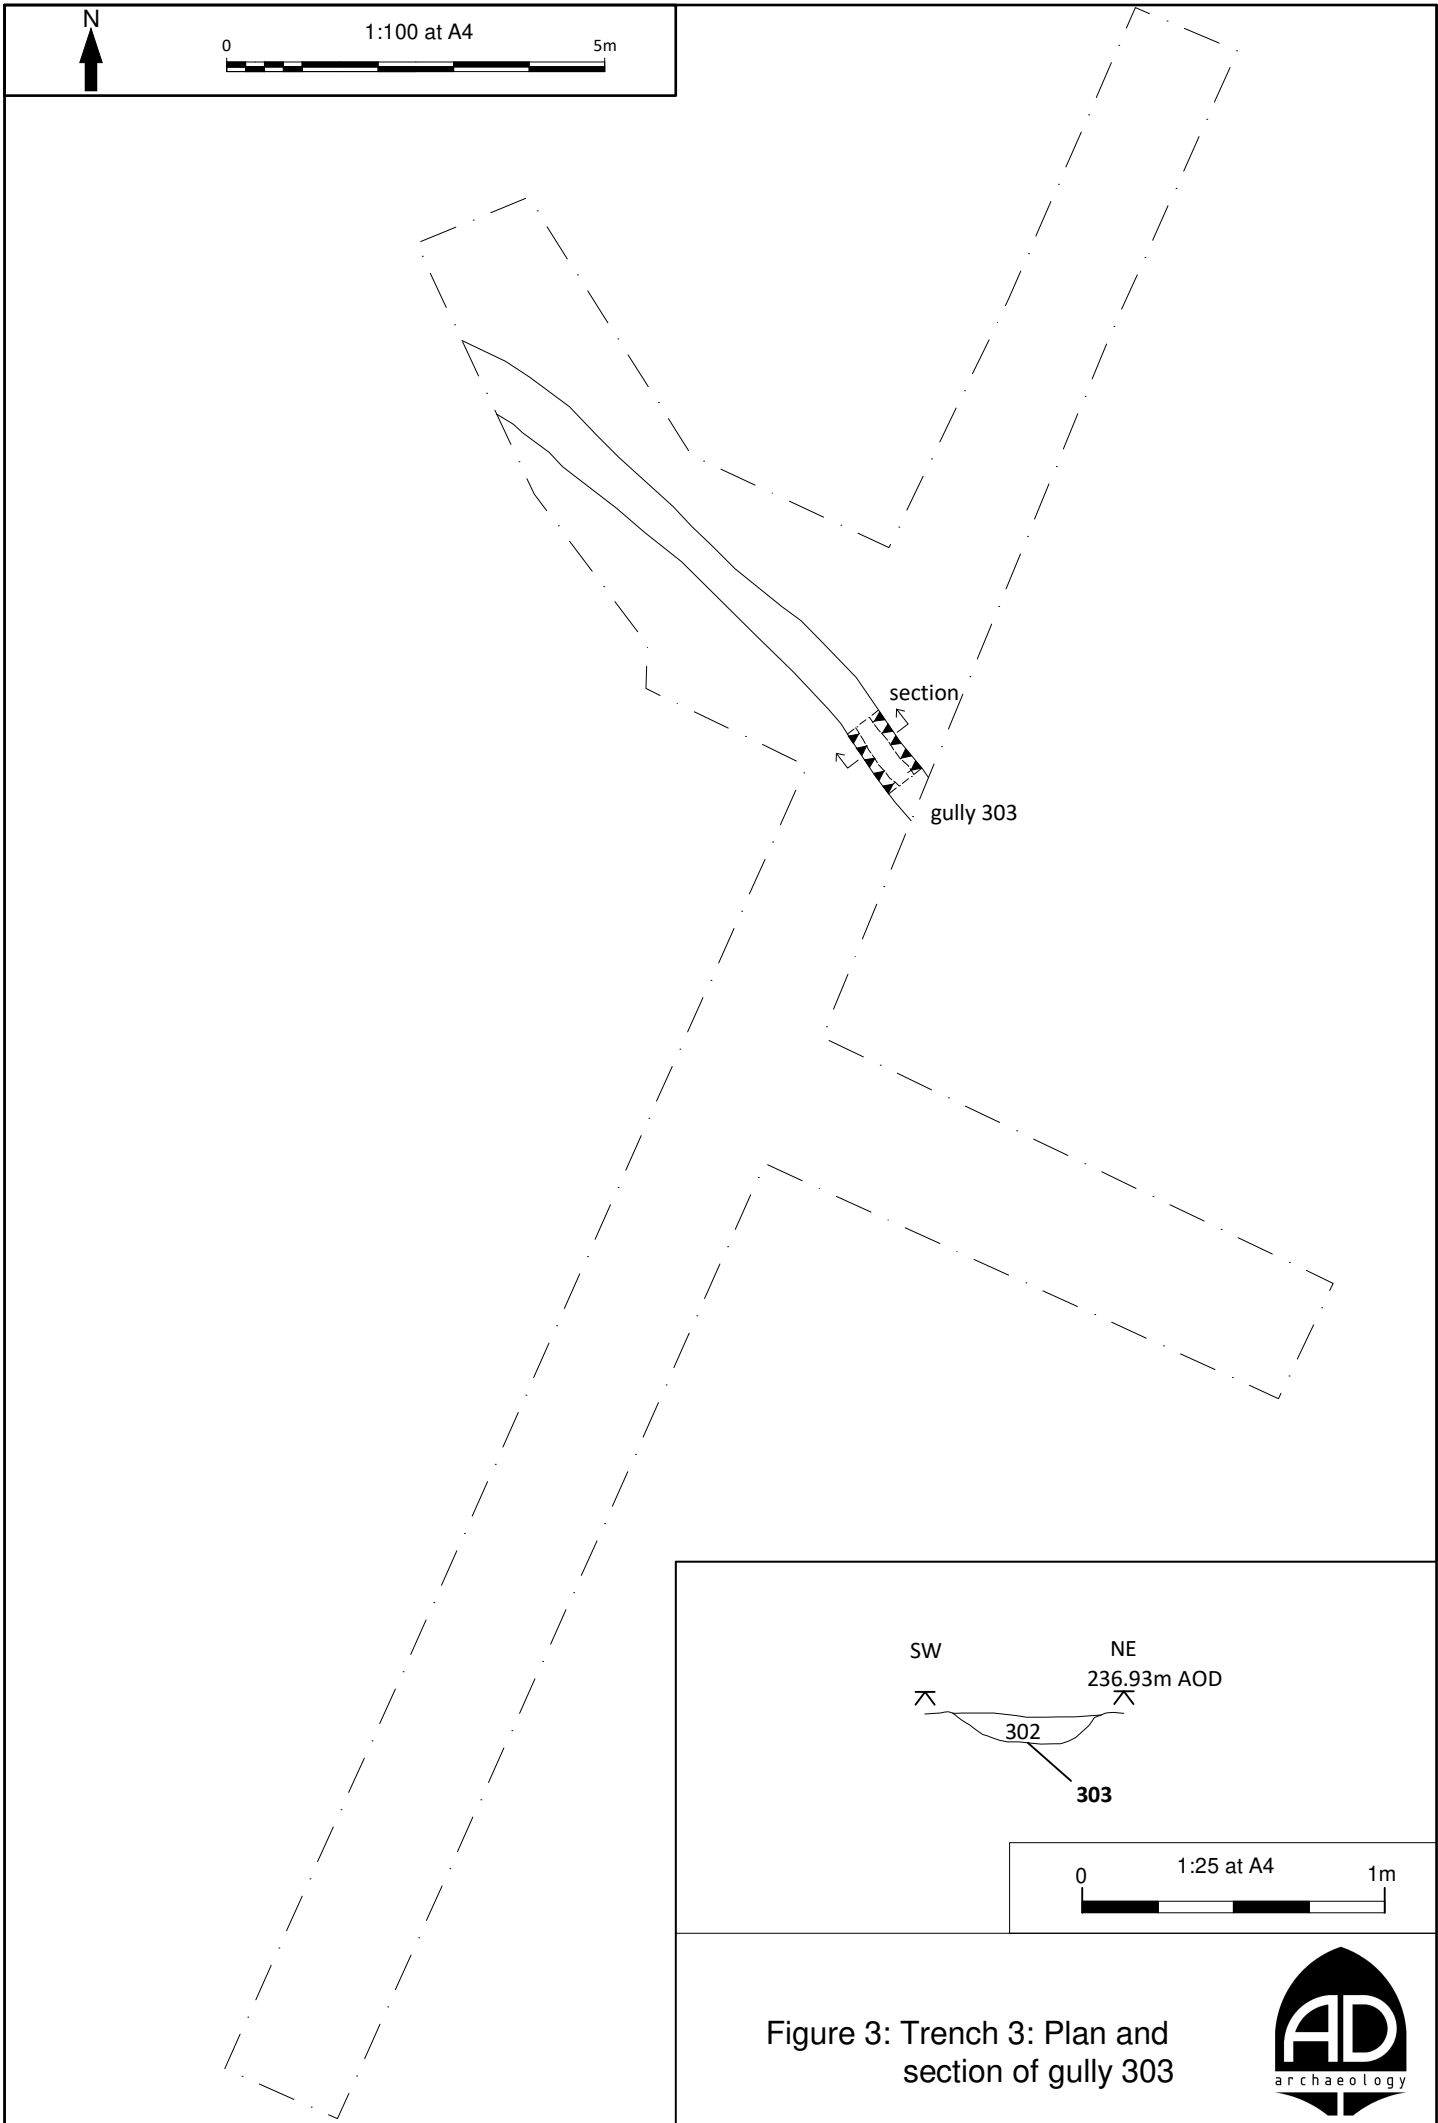 N
1:100 at A4
0
5m
section
gully 303
SW
NE
236.93m AOD
302
303
1:25 at A4
0
1m
Figure 3: Trench 3: Plan and
section of gully 303
AD
archaeology